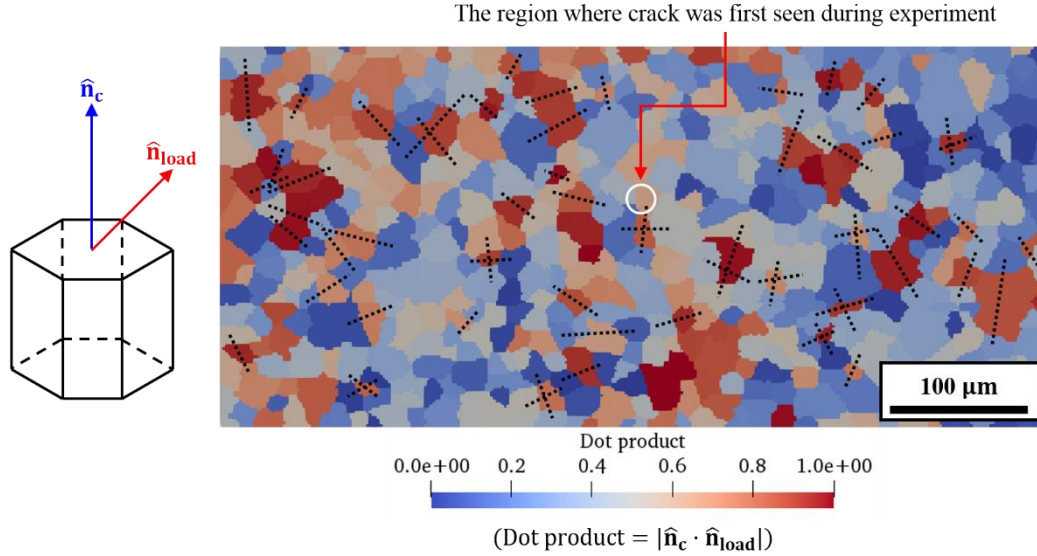 The region where crack was first seen during experiment
n̂c
n̂load
100 μm
Dot product
0.0e+00 0.2 0.4 0.6 0.8 1.0e+00
(Dot product = |n̂c · n̂load|)